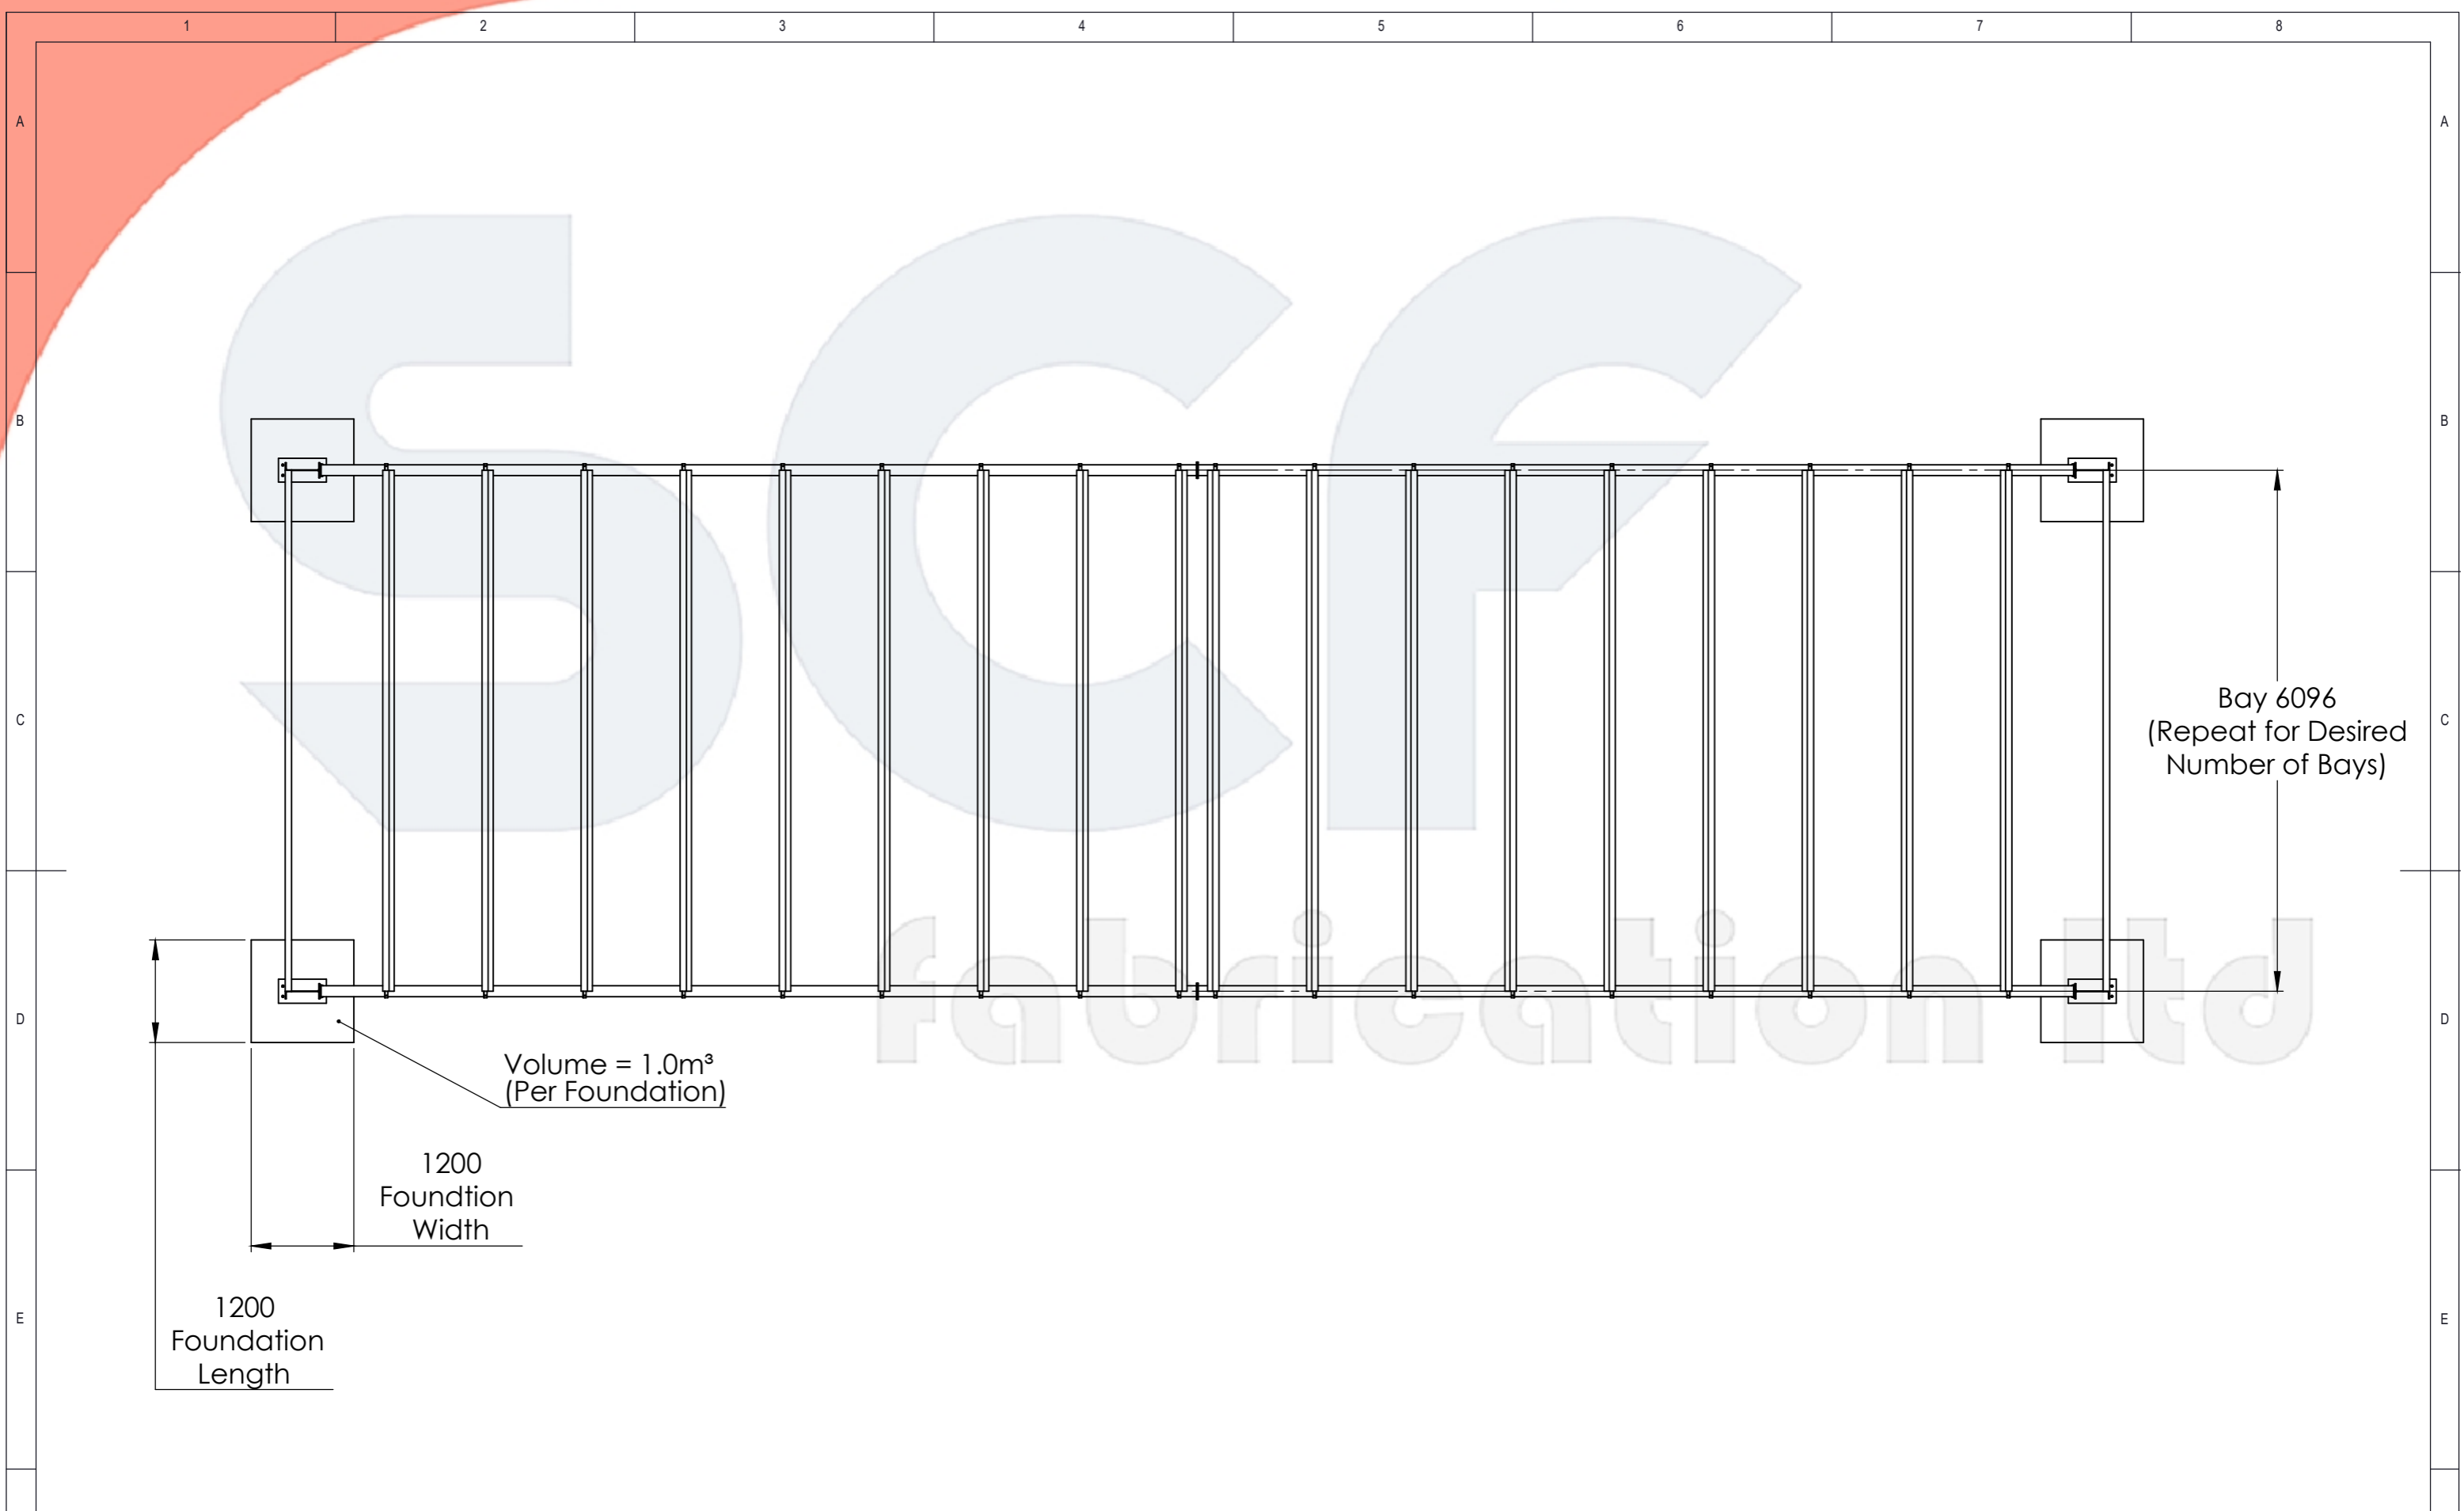 1 2 3 4 5 6 7 8
A A
B B
Bay 6096
(Repeat for Desired
Number of Bays)
C C
SCF
fabrication ltd
D D
Volume = 1.0m³
(Per Foundation)
1200
Foundtion
Width
1200
Foundation
Length
E E